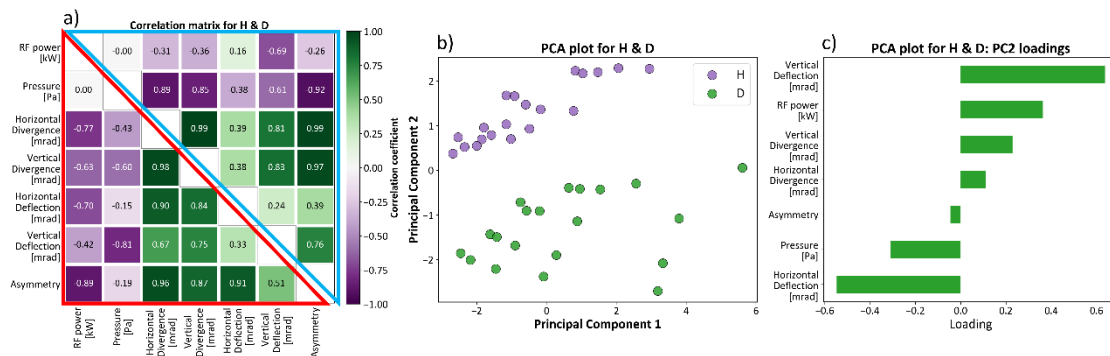 a)
Correlation matrix for H & D
RF power
[kW]
-0.00 -0.31 -0.36 0.16 -0.69 -0.26
Pressure
[Pa]
0.00 0.89 0.85 0.38 -0.61 0.92
Horizontal
Divergence
[mrad]
-0.77 -0.43 0.99 0.39 0.81 0.99
Vertical
Divergence
[mrad]
-0.63 -0.60 0.98 0.38 0.83 0.97
Horizontal
Deflection
[mrad]
-0.70 -0.15 0.90 0.84 0.24 0.39
Vertical
Deflection
[mrad]
-0.42 -0.81 0.67 0.75 0.33 0.76
Asymmetry
-0.89 -0.19 0.96 0.87 0.91 0.51
RF power
[kW]
Pressure
[Pa]
Horizontal
Divergence
[mrad]
Vertical
Divergence
[mrad]
Horizontal
Deflection
[mrad]
Vertical
Deflection
[mrad]
Asymmetry
1.00
0.75
0.50
0.25
0.00
−0.25
−0.50
−0.75
−1.00
Correlation coefficient
b)
PCA plot for H & D
H
D
2
1
0
−1
−2
Principal Component 2
−2 0 2 4 6
Principal Component 1
c)
PCA plot for H & D: PC2 loadings
Vertical
Deflection
[mrad]
RF power
[kW]
Vertical
Divergence
[mrad]
Horizontal
Divergence
[mrad]
Asymmetry
Pressure
[Pa]
Horizontal
Deflection
[mrad]
−0.6 −0.4 −0.2 0.0 0.2 0.4 0.6
Loading